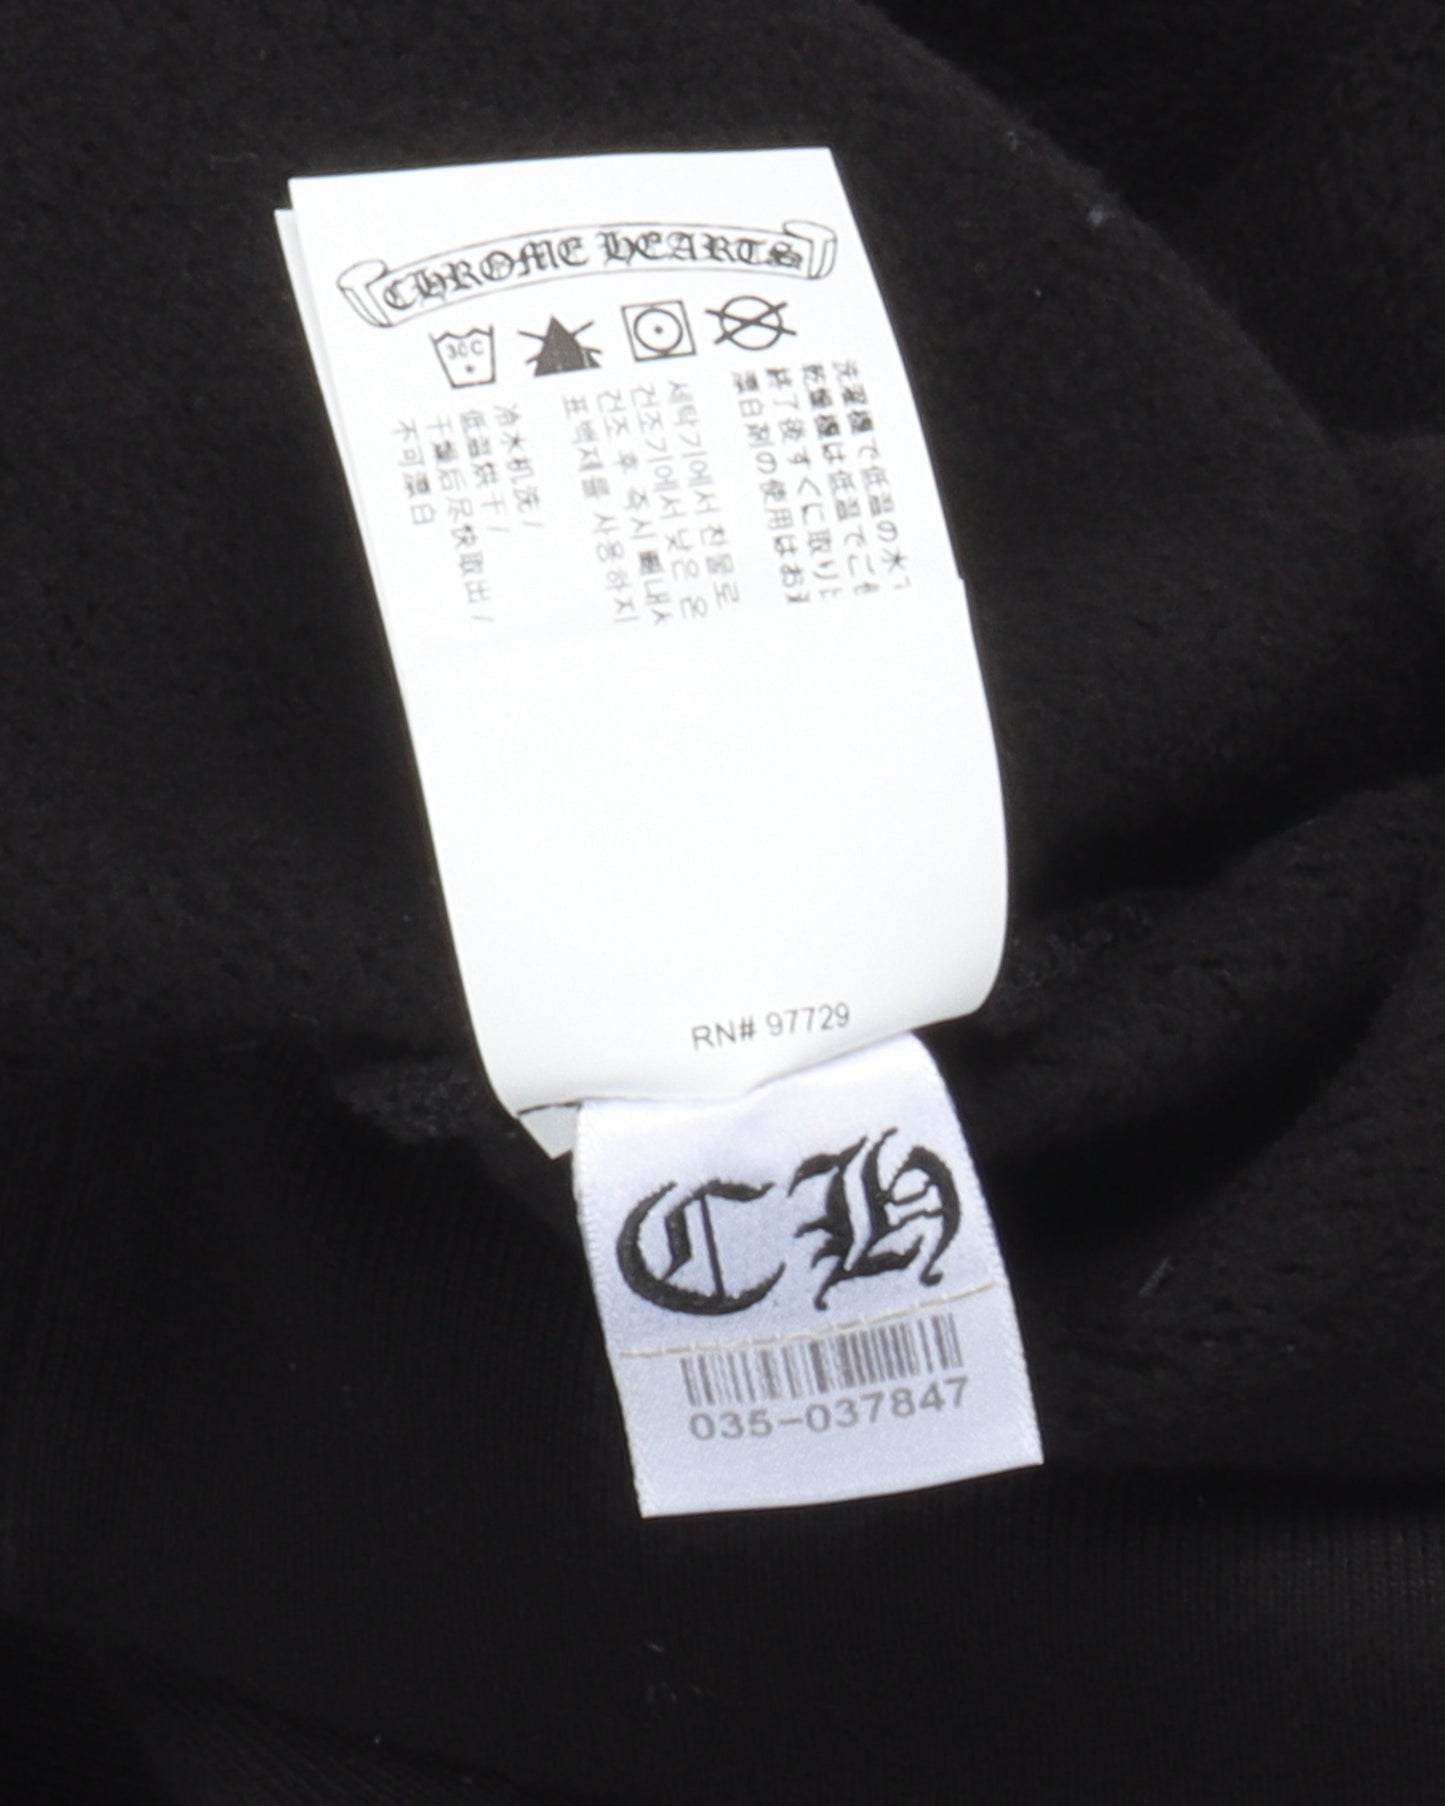 CHROME HEARTS
30C
洗濯機で低温の水
乾燥機は低温でご
終了後すぐに取り
漂白剤の使用はお
세탁기에서 찬물로
건조기에서 낮은 온
건조 후 즉시
표백제를 사용하지
冷水机洗/
低温烘干/
干燥后尽快取出/
不可漂白
RN# 97729
CH
035-037847